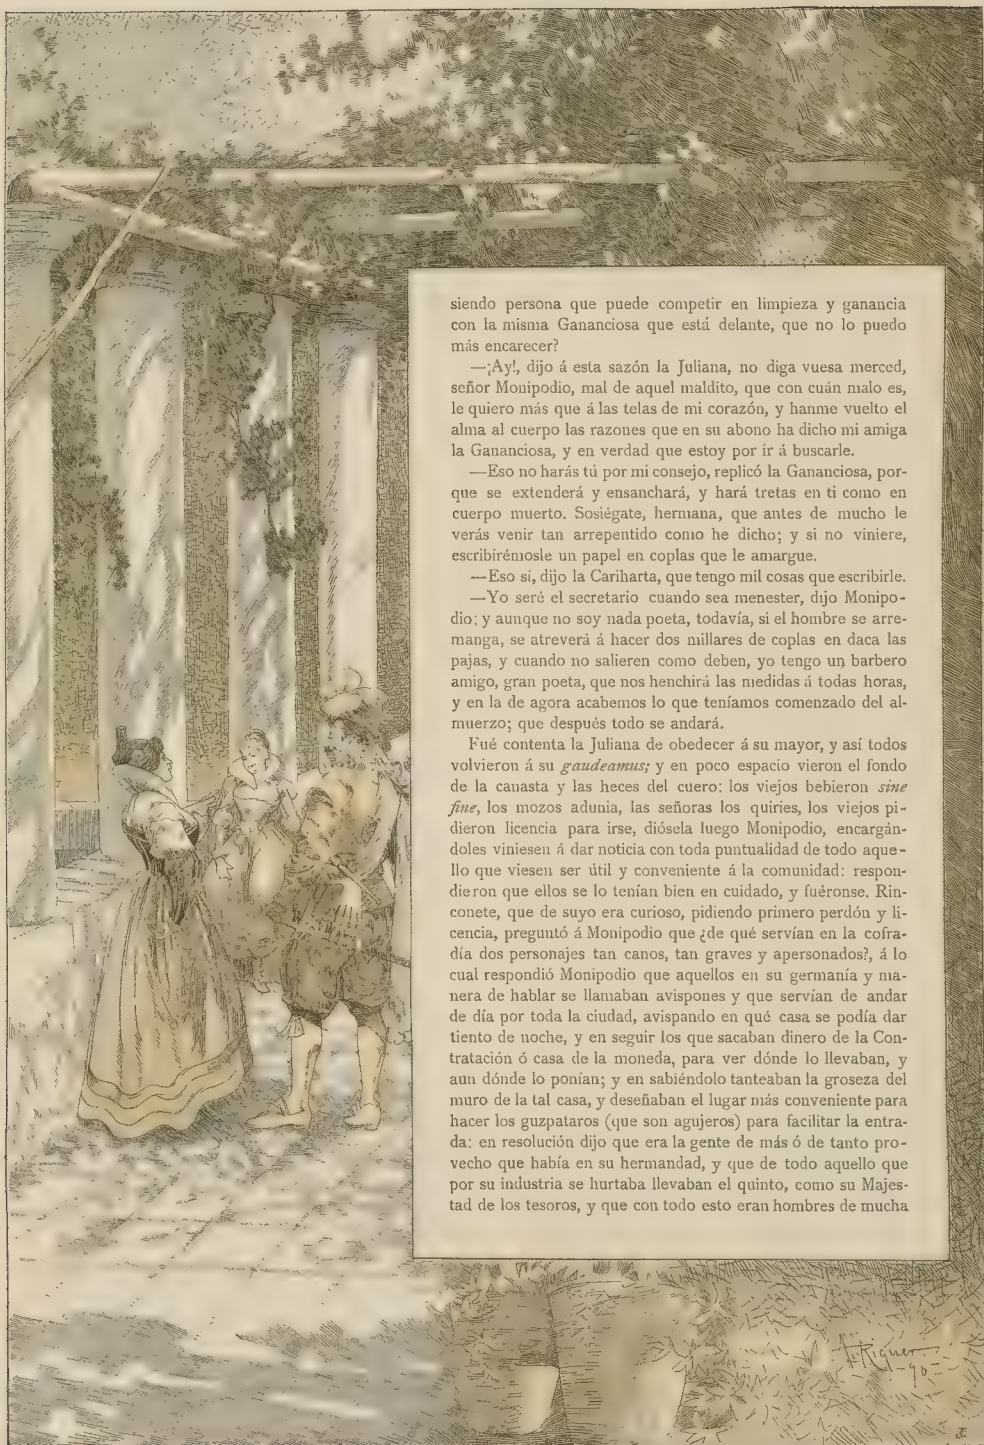 siendo persona que puede competir en limpieza y ganancia
con la misma Gananciosa que está delante, que no lo puedo
más encarecer?
—¡Ay!, dijo á esta sazón la Juliana, no diga vuesa merced,
señor Monipodio, mal de aquel maldito, que con cuán malo es,
le quiero más que á las telas de mi corazón, y hanme vuelto el
alma al cuerpo las razones que en su abono ha dicho mi amiga
la Gananciosa, y en verdad que estoy por ir á buscarle.
—Eso no harás tú por mi consejo, replicó la Gananciosa, por-
que se extenderá y ensanchará, y hará tretas en ti como en
cuerpo muerto. Sosiégate, hermana, que antes de mucho le
verás venir tan arrepentido como he dicho; y si no viniere,
escribirémosle un papel en coplas que le amargue.
—Eso sí, dijo la Cariharta, que tengo mil cosas que escribirle.
—Yo seré el secretario cuando sea menester, dijo Monipo-
dio; y aunque no soy nada poeta, todavía, si el hombre se arre-
manga, se atreverá á hacer dos millares de coplas en daca las
pajas, y cuando no salieren como deben, yo tengo un barbero
amigo, gran poeta, que nos henchirá las medidas á todas horas,
y en la de agora acabemos lo que teníamos comenzado del al-
muerzo; que después todo se andará.
Fué contenta la Juliana de obedecer á su mayor, y así todos
volvieron á su gaudeamus; y en poco espacio vieron el fondo
de la canasta y las heces del cuero: los viejos bebieron sine
fine, los mozos adunia, las señoras los quiries, los viejos pi-
dieron licencia para irse, diósela luego Monipodio, encargán-
doles viniesen á dar noticia con toda puntualidad de todo aque-
llo que viesen ser útil y conveniente á la comunidad: respon-
dieron que ellos se lo tenían bien en cuidado, y fuéronse. Rin-
conete, que de suyo era curioso, pidiendo primero perdón y li-
cencia, preguntó á Monipodio que ¿de qué servían en la cofra-
día dos personajes tan canos, tan graves y apersonados?, á lo
cual respondió Monipodio que aquellos en su germanía y ma-
nera de hablar se llamaban avispones y que servían de andar
de día por toda la ciudad, avispando en qué casa se podía dar
tiento de noche, y en seguir los que sacaban dinero de la Con-
tratación ó casa de la moneda, para ver dónde lo llevaban, y
aun dónde lo ponían; y en sabiéndolo tanteaban la groseza del
muro de la tal casa, y deseñaban el lugar más conveniente para
hacer los guzpataros (que son agujeros) para facilitar la entra-
da: en resolución dijo que era la gente de más ó de tanto pro-
vecho que había en su hermandad, y que de todo aquello que
por su industria se hurtaba llevaban el quinto, como su Majes-
tad de los tesoros, y que con todo esto eran hombres de mucha
Riquer